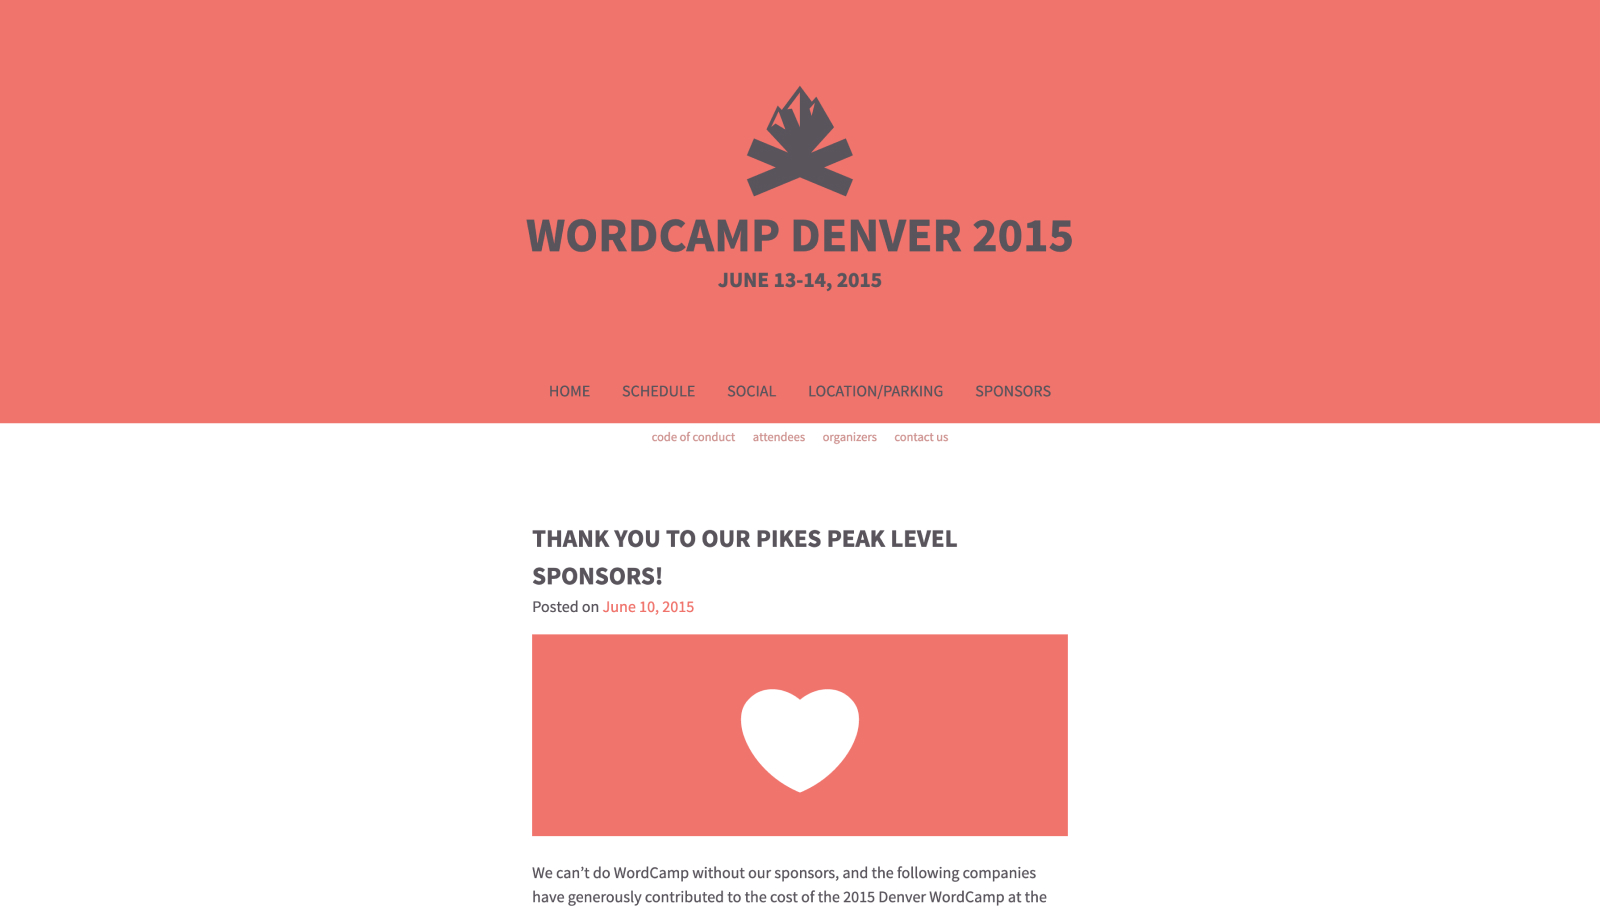 WORDCAMP DENVER 2015
JUNE 13-14, 2015
HOME SCHEDULE SOCIAL LOCATION/PARKING SPONSORS
code of conduct attendees organizers contact us
THANK YOU TO OUR PIKES PEAK LEVEL
SPONSORS!
Posted on June 10, 2015
We can’t do WordCamp without our sponsors, and the following companies
have generously contributed to the cost of the 2015 Denver WordCamp at the